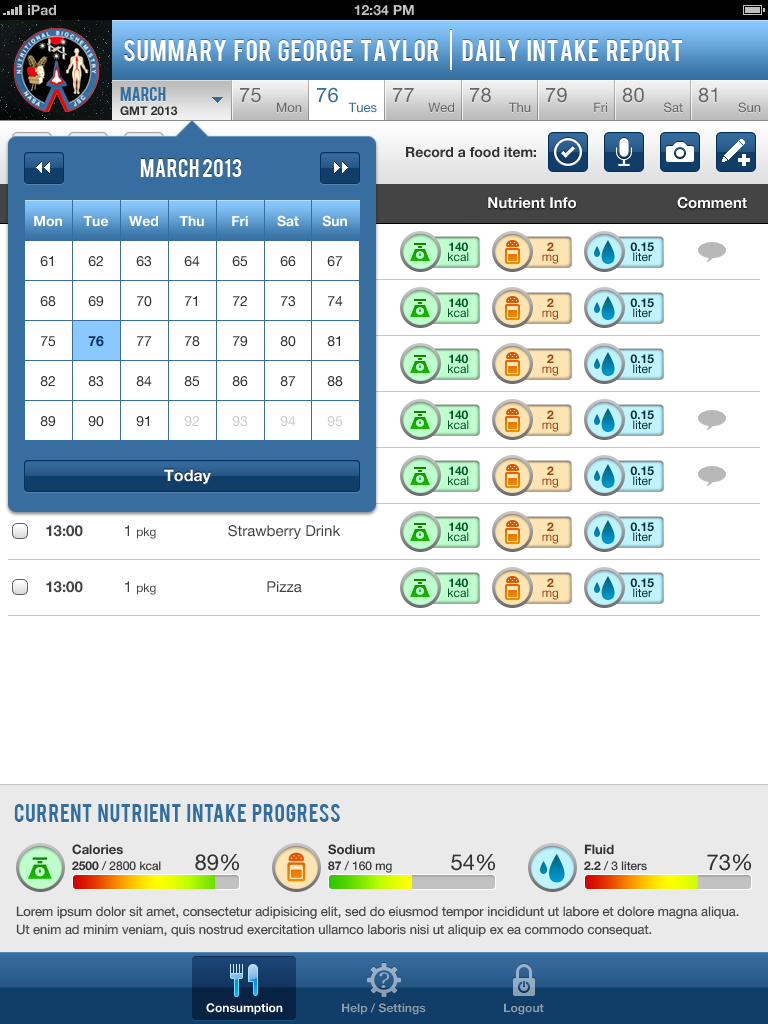 iPad 12:34 PM
NUTRITIONAL BIOCHEMISTRY
NASA JSC
SUMMARY FOR GEORGE TAYLOR | DAILY INTAKE REPORT
MARCH
GMT 2013
75 Mon 76 Tues 77 Wed 78 Thu 79 Fri 80 Sat 81 Sun
Record a food item:
MARCH 2013
Nutrient Info Comment
Mon Tue Wed Thu Fri Sat Sun
61 62 63 64 65 66 67
68 69 70 71 72 73 74
75 76 77 78 79 80 81
82 83 84 85 86 87 88
89 90 91 92 93 94 95
Today
140 kcal 2 mg 0.15 liter
140 kcal 2 mg 0.15 liter
140 kcal 2 mg 0.15 liter
140 kcal 2 mg 0.15 liter
140 kcal 2 mg 0.15 liter
13:00 1 pkg Strawberry Drink 140 kcal 2 mg 0.15 liter
13:00 1 pkg Pizza 140 kcal 2 mg 0.15 liter
CURRENT NUTRIENT INTAKE PROGRESS
Calories
2500 / 2800 kcal 89%
Sodium
87 / 160 mg 54%
Fluid
2.2 / 3 liters 73%
Lorem ipsum dolor sit amet, consectetur adipisicing elit, sed do eiusmod tempor incididunt ut labore et dolore magna aliqua.
Ut enim ad minim veniam, quis nostrud exercitation ullamco laboris nisi ut aliquip ex ea commodo consequat.
Consumption Help / Settings Logout